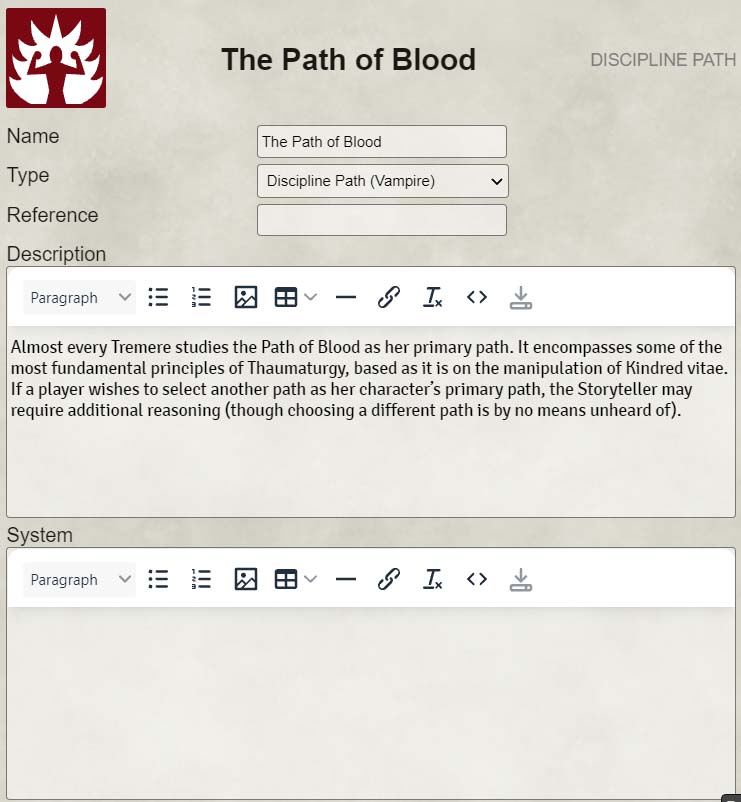 The Path of Blood
DISCIPLINE PATH
Name
The Path of Blood
Type
Discipline Path (Vampire)
Reference
Description
Paragraph
Almost every Tremere studies the Path of Blood as her primary path. It encompasses some of the
most fundamental principles of Thaumaturgy, based as it is on the manipulation of Kindred vitae.
If a player wishes to select another path as her character's primary path, the Storyteller may
require additional reasoning (though choosing a different path is by no means unheard of).
System
Paragraph